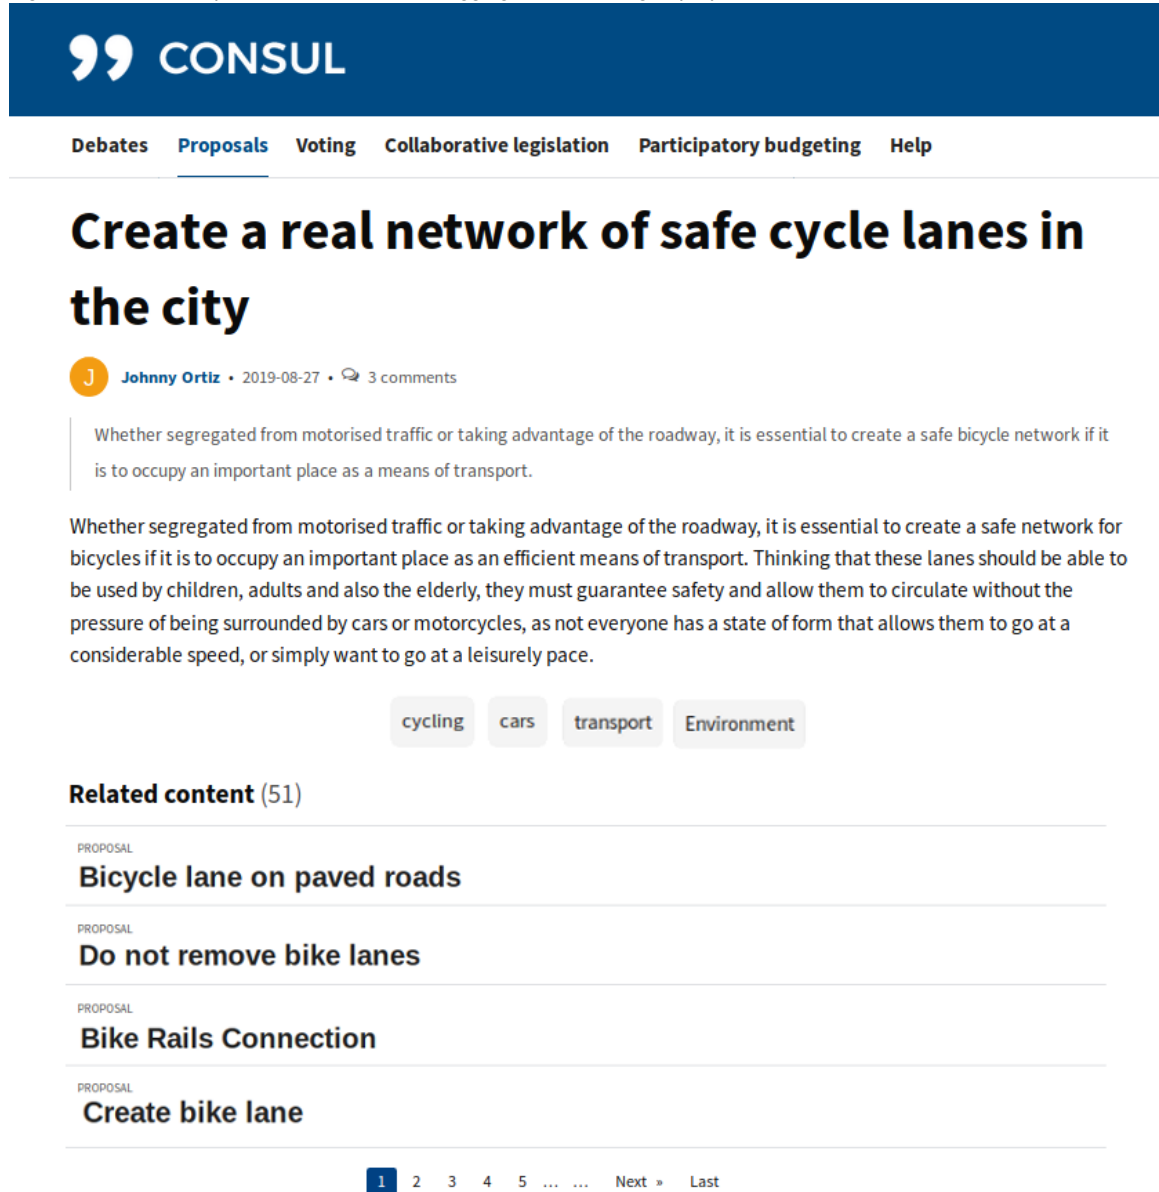 CONSUL
Debates Proposals Voting Collaborative legislation Participatory budgeting Help
Create a real network of safe cycle lanes in
the city
J Johnny Ortiz • 2019-08-27 • 3 comments
Whether segregated from motorised traffic or taking advantage of the roadway, it is essential to create a safe bicycle network if it
is to occupy an important place as a means of transport.
Whether segregated from motorised traffic or taking advantage of the roadway, it is essential to create a safe network for
bicycles if it is to occupy an important place as an efficient means of transport. Thinking that these lanes should be able to
be used by children, adults and also the elderly, they must guarantee safety and allow them to circulate without the
pressure of being surrounded by cars or motorcycles, as not everyone has a state of form that allows them to go at a
considerable speed, or simply want to go at a leisurely pace.
cycling cars transport Environment
Related content (51)
PROPOSAL
Bicycle lane on paved roads
PROPOSAL
Do not remove bike lanes
PROPOSAL
Bike Rails Connection
PROPOSAL
Create bike lane
1 2 3 4 5 ... ... Next » Last